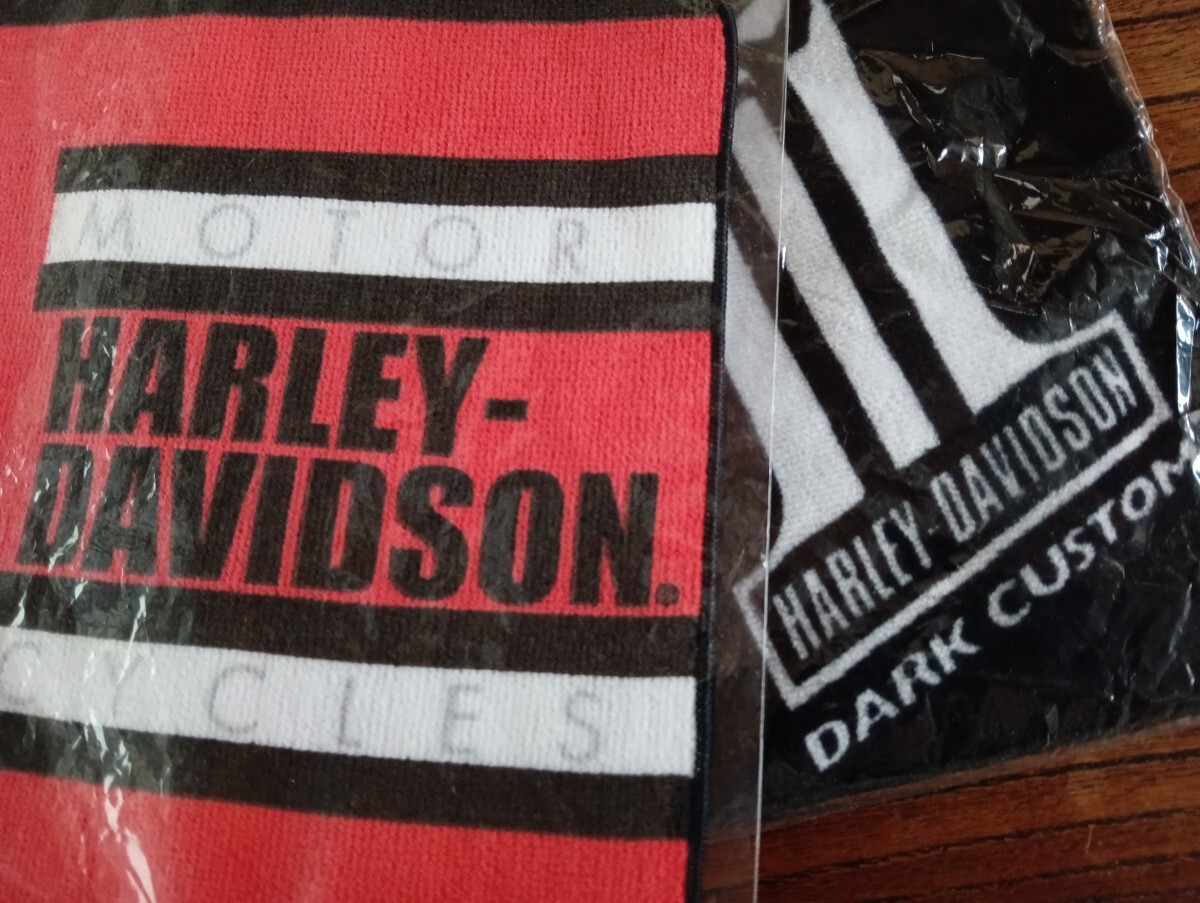 MOTOR
HARLEY-
DAVIDSON.
CYCLES
HARLEY-DAVIDSON
DARK CUSTOM